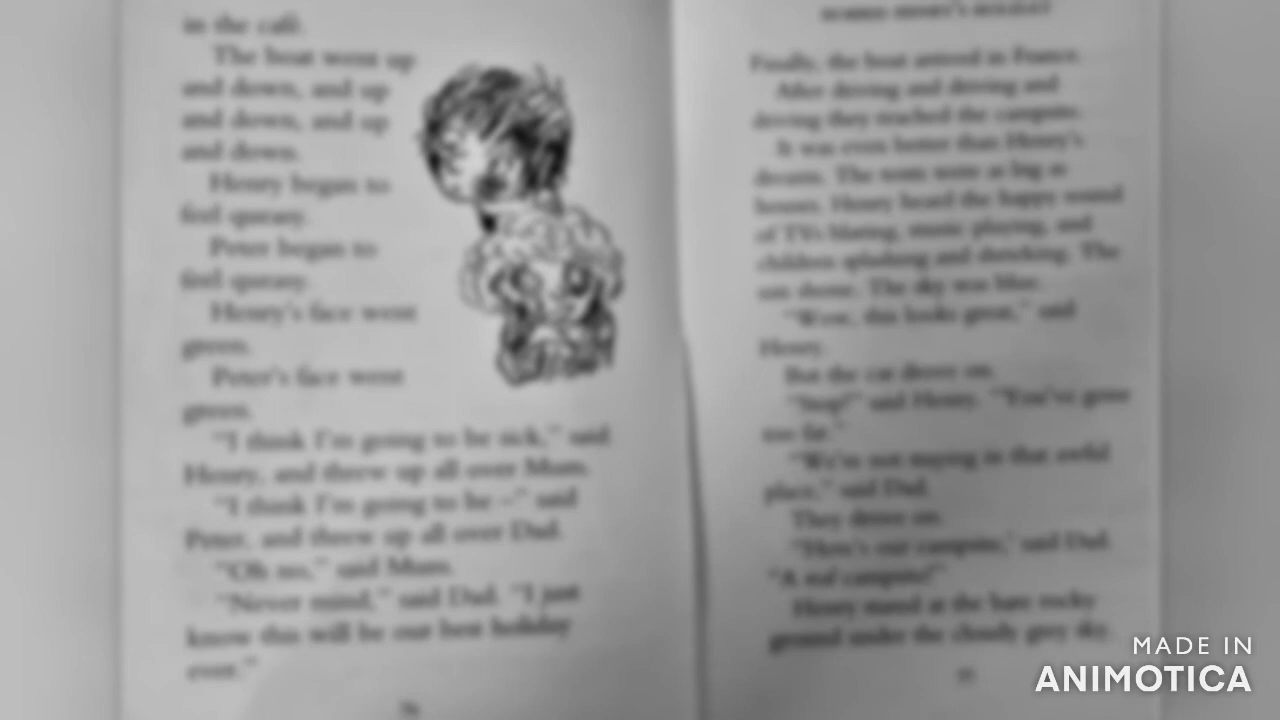 in the café.
The boat went up
and down, and up
and down, and up
and down.
Henry began to
feel queasy.
Peter began to
feel queasy.
Henry's face went
green.
Peter's face went
green.
"I think I'm going to be sick," said
Henry, and threw up all over Mum.
"I think I'm going to be –" said
Peter, and threw up all over Dad.
"Oh no," said Mum.
"Never mind," said Dad. "I just
know this will be our best holiday
ever."
HORRID HENRY'S HOLIDAY
Finally, the boat arrived in France.
After driving and driving and
driving they reached the campsite.
It was even better than Henry's
dreams. The tents were as big as
houses. Henry heard the happy sound
of TVs blaring, music playing, and
children splashing and shrieking. The
sun shone. The sky was blue.
"Wow, this looks great," said
Henry.
But the car drove on.
"Stop!" said Henry. "You've gone
too far."
"We're not staying in that awful
place," said Dad.
They drove on.
"Here's our campsite," said Dad.
"A real campsite!"
Henry stared at the bare rocky
ground under the cloudy grey sky.
MADE IN
ANIMOTICA